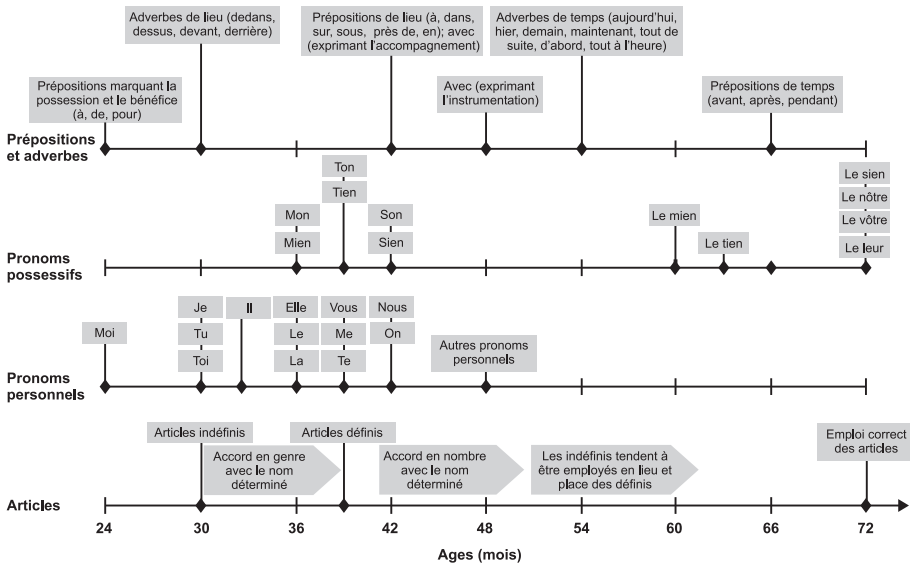 Adverbes de lieu (dedans,
dessus, devant, derrière)
Prépositions de lieu (à, dans,
sur, sous, près de, en); avec
(exprimant l'accompagnement)
Adverbes de temps (aujourd'hui,
hier, demain, maintenant, tout de
suite, d'abord, tout à l'heure)
Prépositions marquant la
possession et le bénéfice
(à, de, pour)
Avec (exprimant
l'instrumentation)
Prépositions de temps
(avant, après, pendant)
Prépositions
et adverbes
Ton
Tien
Mon
Mien
Son
Sien
Le mien
Le tien
Le sien
Le nôtre
Le vôtre
Le leur
Pronoms
possessifs
Moi
Je
Tu
Toi
Il
Elle
Le
La
Vous
Me
Te
Nous
On
Autres pronoms
personnels
Pronoms
personnels
Articles indéfinis
Articles définis
Accord en genre
avec le nom
déterminé
Accord en nombre
avec le nom
déterminé
Les indéfinis tendent à
être employés en lieu et
place des définis
Emploi correct
des articles
Articles
24 30 36 42 48 54 60 66 72
Ages (mois)